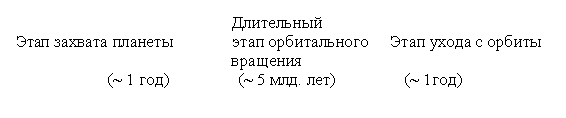 Длительный
Этап захвата планеты этап орбитального Этап ухода с орбиты
вращения
(~ 1 год) (~ 5 млд. лет) (~ 1год)